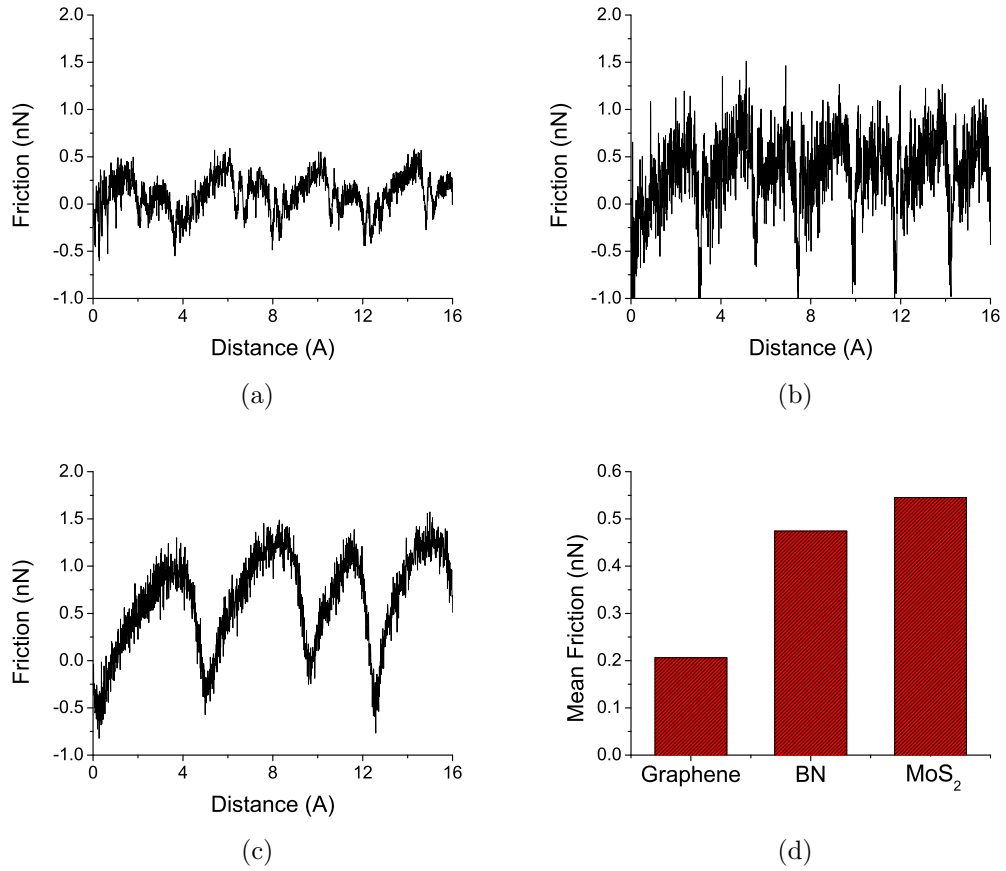 2.0
1.5
1.0
0.5
0.0
-0.5
-1.0
Friction (nN)
0 4 8 12 16
Distance (A)
(a)
2.0
1.5
1.0
0.5
0.0
-0.5
-1.0
Friction (nN)
0 4 8 12 16
Distance (A)
(b)
2.0
1.5
1.0
0.5
0.0
-0.5
-1.0
Friction (nN)
0 4 8 12 16
Distance (A)
(c)
0.6
0.5
0.4
0.3
0.2
0.1
0.0
Mean Friction (nN)
Graphene BN MoS₂
(d)